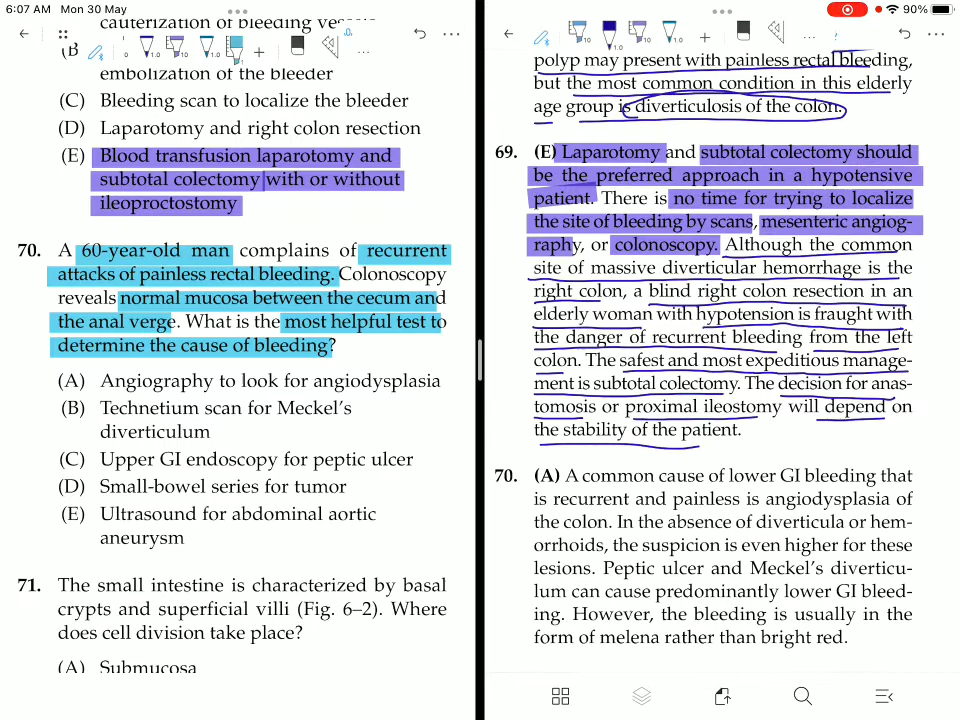 6:07 AM Mon 30 May
90%
cauterization of bleeding vessels
(B
embolization of the bleeder
(C) Bleeding scan to localize the bleeder
(D) Laparotomy and right colon resection
(E) Blood transfusion laparotomy and
subtotal colectomy with or without
ileoproctostomy
70. A 60-year-old man complains of recurrent
attacks of painless rectal bleeding. Colonoscopy
reveals normal mucosa between the cecum and
the anal verge. What is the most helpful test to
determine the cause of bleeding?
(A) Angiography to look for angiodysplasia
(B) Technetium scan for Meckel's
diverticulum
(C) Upper GI endoscopy for peptic ulcer
(D) Small-bowel series for tumor
(E) Ultrasound for abdominal aortic
aneurysm
71. The small intestine is characterized by basal
crypts and superficial villi (Fig. 6–2). Where
does cell division take place?
(A) Submucosa
polyp may present with painless rectal bleeding,
but the most common condition in this elderly
age group is diverticulosis of the colon.
69. (E) Laparotomy and subtotal colectomy should
be the preferred approach in a hypotensive
patient. There is no time for trying to localize
the site of bleeding by scans, mesenteric angiog-
raphy, or colonoscopy. Although the common
site of massive diverticular hemorrhage is the
right colon, a blind right colon resection in an
elderly woman with hypotension is fraught with
the danger of recurrent bleeding from the left
colon. The safest and most expeditious manage-
ment is subtotal colectomy. The decision for anas-
tomosis or proximal ileostomy will depend on
the stability of the patient.
70. (A) A common cause of lower GI bleeding that
is recurrent and painless is angiodysplasia of
the colon. In the absence of diverticula or hem-
orrhoids, the suspicion is even higher for these
lesions. Peptic ulcer and Meckel's diverticu-
lum can cause predominantly lower GI bleed-
ing. However, the bleeding is usually in the
form of melena rather than bright red.